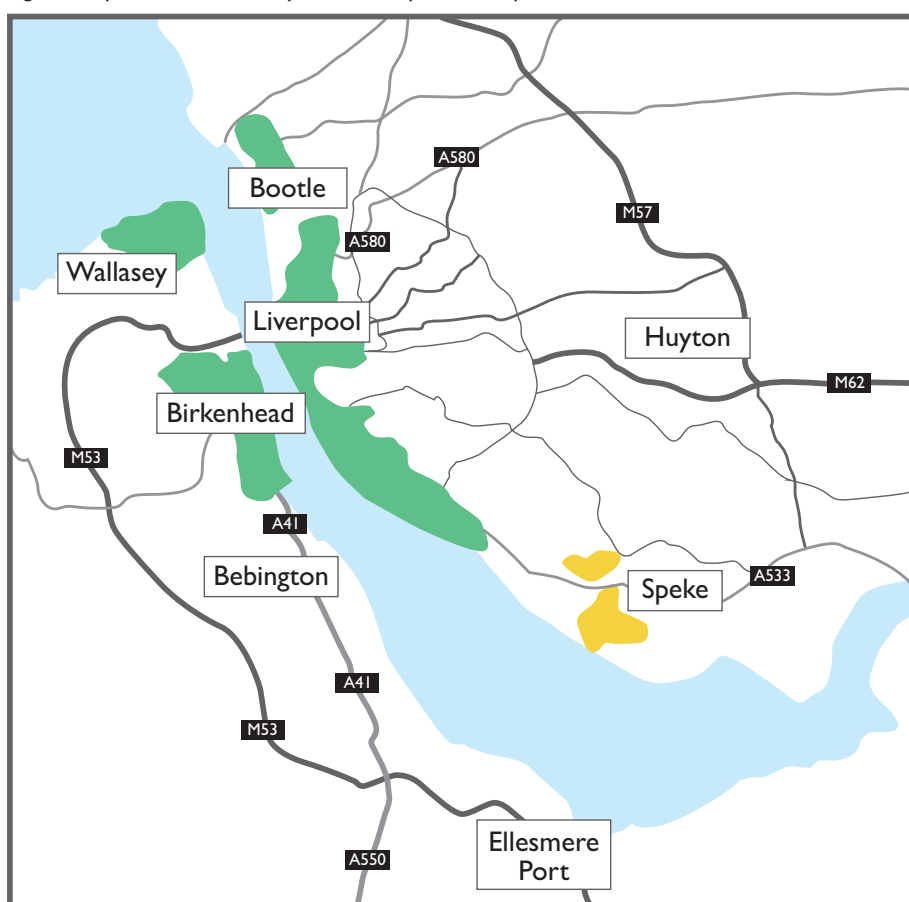 A580
Bootle
M57
A580
Wallasey
Liverpool
Huyton
M62
Birkenhead
M53
A41
Bebington
A533
Speke
A41
M53
Ellesmere
Port
A550